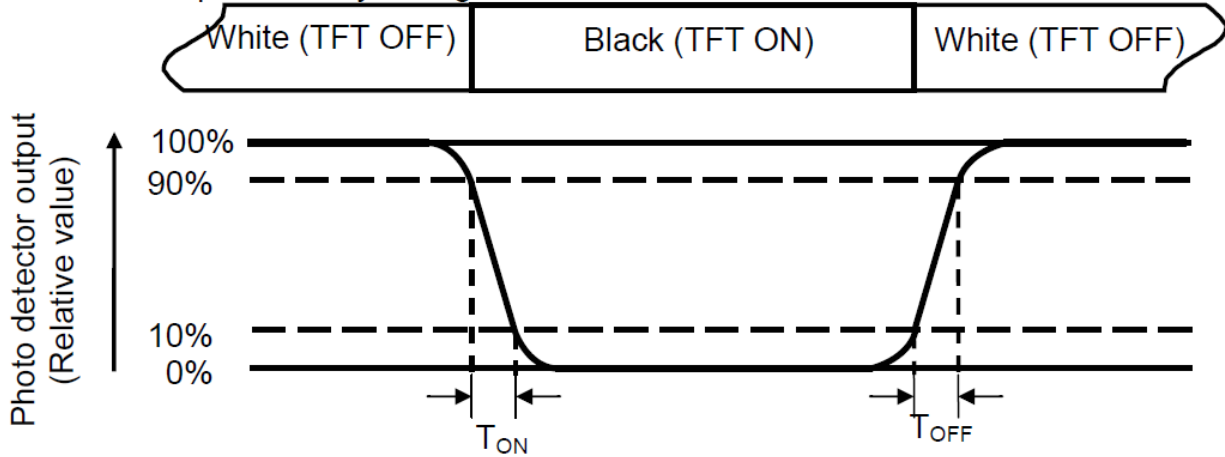 White (TFT OFF)
Black (TFT ON)
White (TFT OFF)
Photo detector output
(Relative value)
100%
90%
10%
0%
TON
TOFF